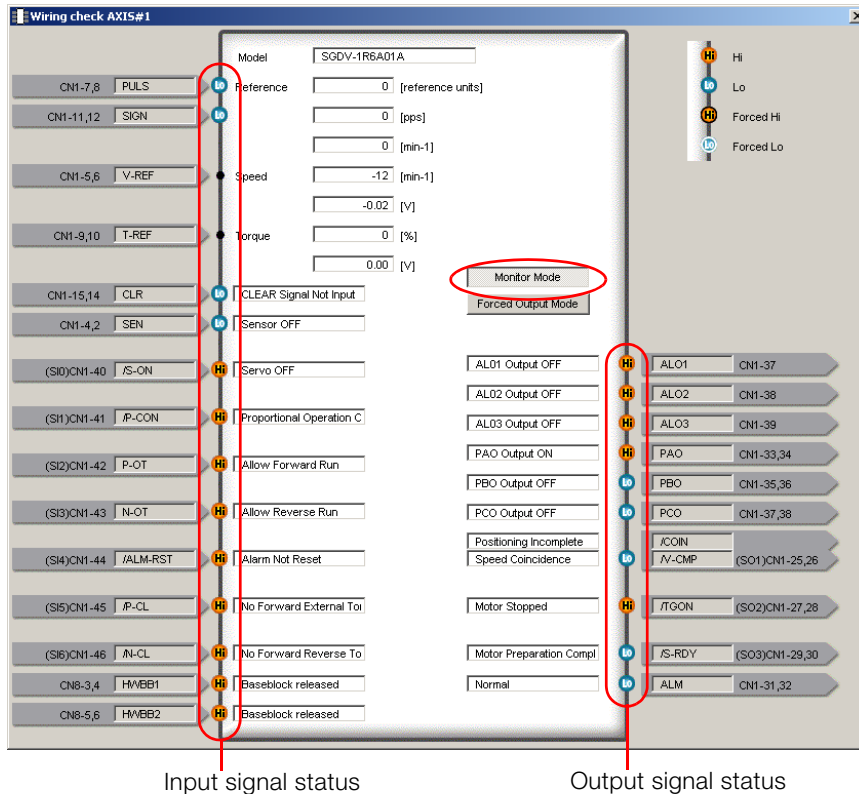 Wiring check AXIS#1
Model SGDV-1R6A01A
Hi
Lo
Forced Hi
Forced Lo
CN1-7,8 PULS Lo Reference 0 [reference units]
CN1-11,12 SIGN Lo 0 [pps]
0 [min-1]
CN1-5,6 V-REF Speed -12 [min-1]
-0.02 [V]
CN1-9,10 T-REF Torque 0 [%]
0.00 [V]
Monitor Mode
Forced Output Mode
CN1-15,14 CLR Lo CLEAR Signal Not Input
CN1-4,2 SEN Lo Sensor OFF
(SI0)CN1-40 /S-ON Hi Servo OFF
(SI1)CN1-41 /P-CON Hi Proportional Operation C
(SI2)CN1-42 P-OT Hi Allow Forward Run
(SI3)CN1-43 N-OT Hi Allow Reverse Run
(SI4)CN1-44 /ALM-RST Hi Alarm Not Reset
(SI5)CN1-45 /P-CL Hi No Forward External Tor
(SI6)CN1-46 /N-CL Hi No Forward Reverse To
CN8-3,4 HWBB1 Hi Baseblock released
CN8-5,6 HWBB2 Hi Baseblock released
AL01 Output OFF Hi ALO1 CN1-37
AL02 Output OFF Hi ALO2 CN1-38
AL03 Output OFF Hi ALO3 CN1-39
PAO Output ON Hi PAO CN1-33,34
PBO Output OFF Lo PBO CN1-35,36
PCO Output OFF Lo PCO CN1-37,38
Positioning Incomplete /COIN
Speed Coincidence Lo /V-CMP (SO1)CN1-25,26
Motor Stopped Hi /TGON (SO2)CN1-27,28
Motor Preparation Compl Lo /S-RDY (SO3)CN1-29,30
Normal Lo ALM CN1-31,32
Input signal status
Output signal status